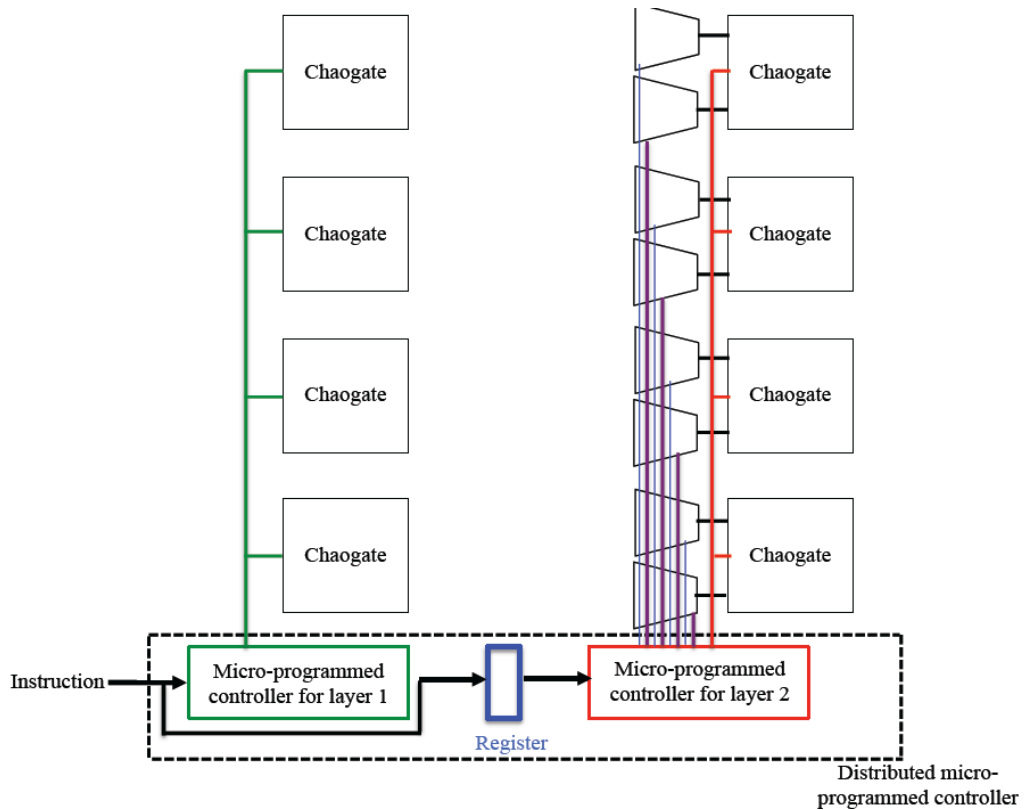 Chaogate
Chaogate
Chaogate
Chaogate
Chaogate
Chaogate
Chaogate
Chaogate
Instruction
Micro-programmed
controller for layer 1
Register
Micro-programmed
controller for layer 2
Distributed micro-
programmed controller